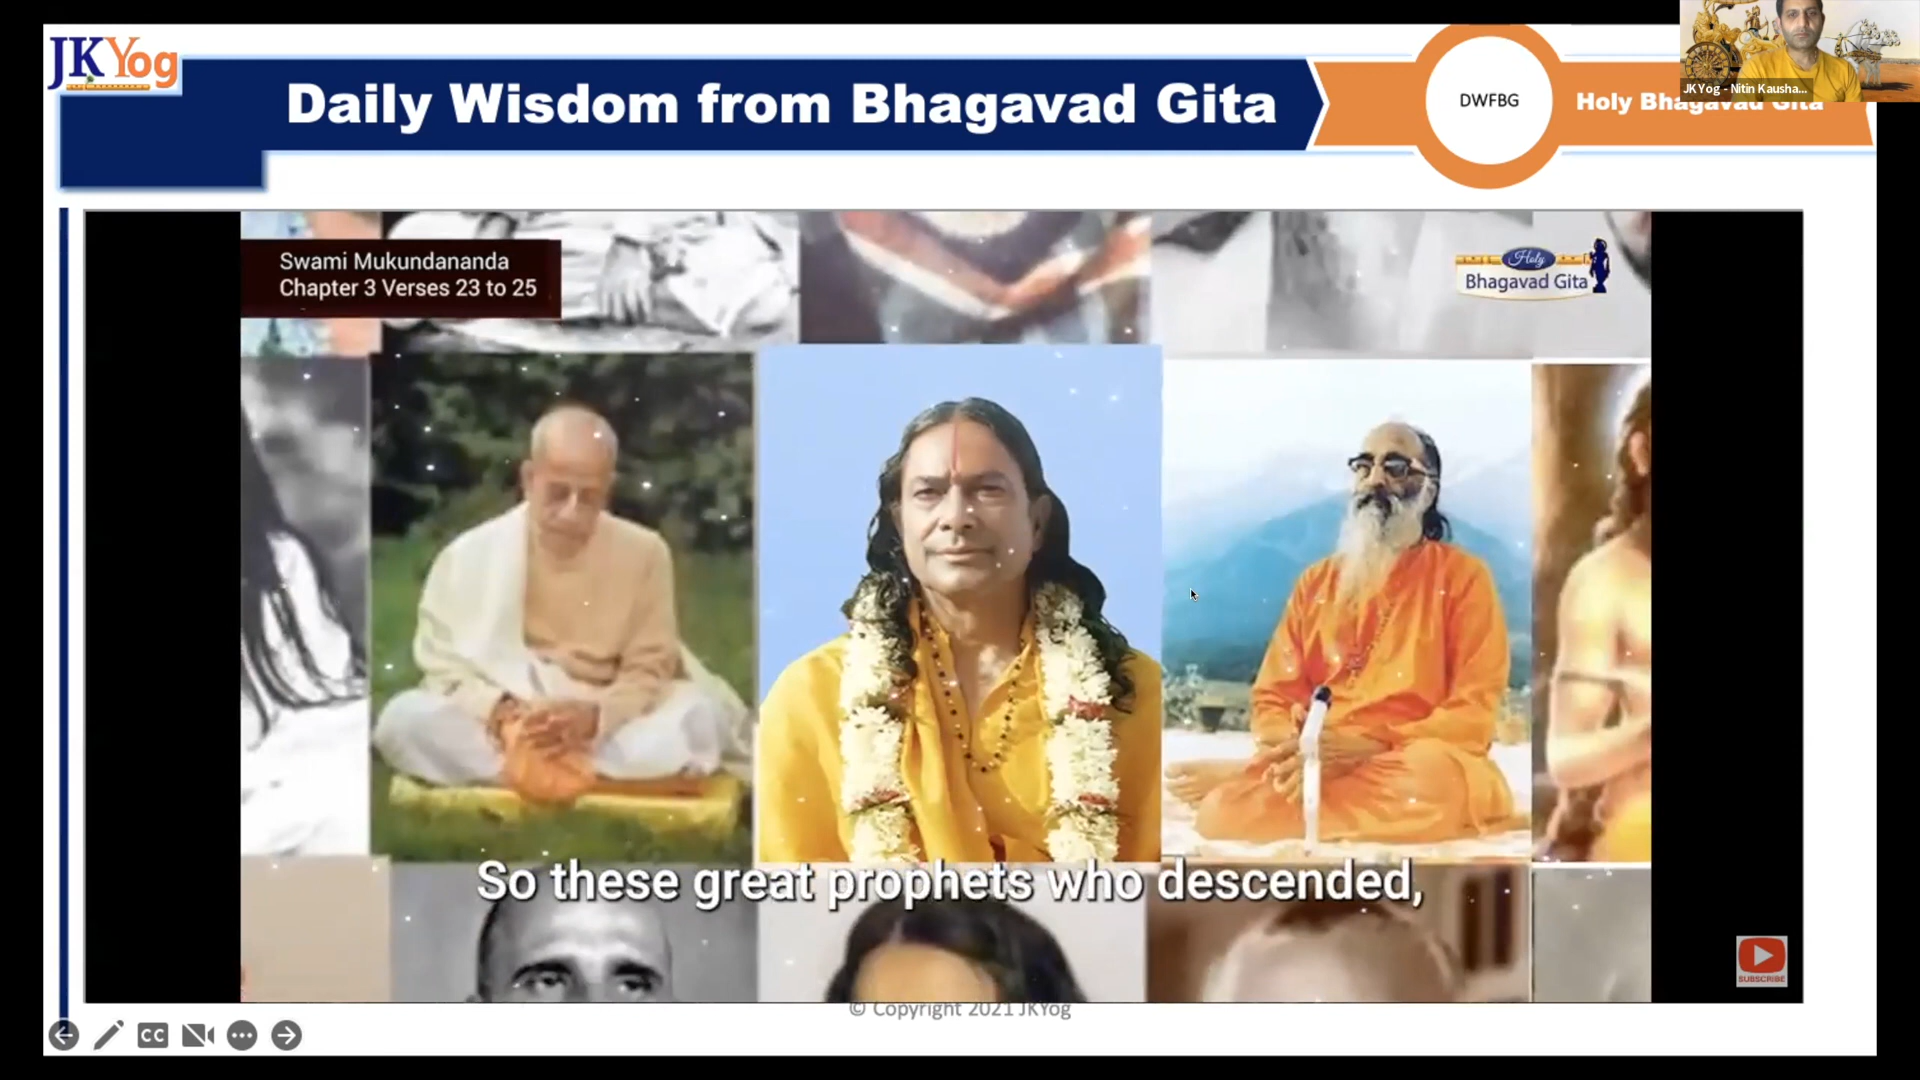 JKYog
Daily Wisdom from Bhagavad Gita
DWFBG
Holy Bhagavad Gita
JKYog - Nitin Kausha...
Swami Mukundananda
Chapter 3 Verses 23 to 25
Holy
Bhagavad Gita
So these great prophets who descended,
SUBSCRIBE
© Copyright 2021 JKYog
CC